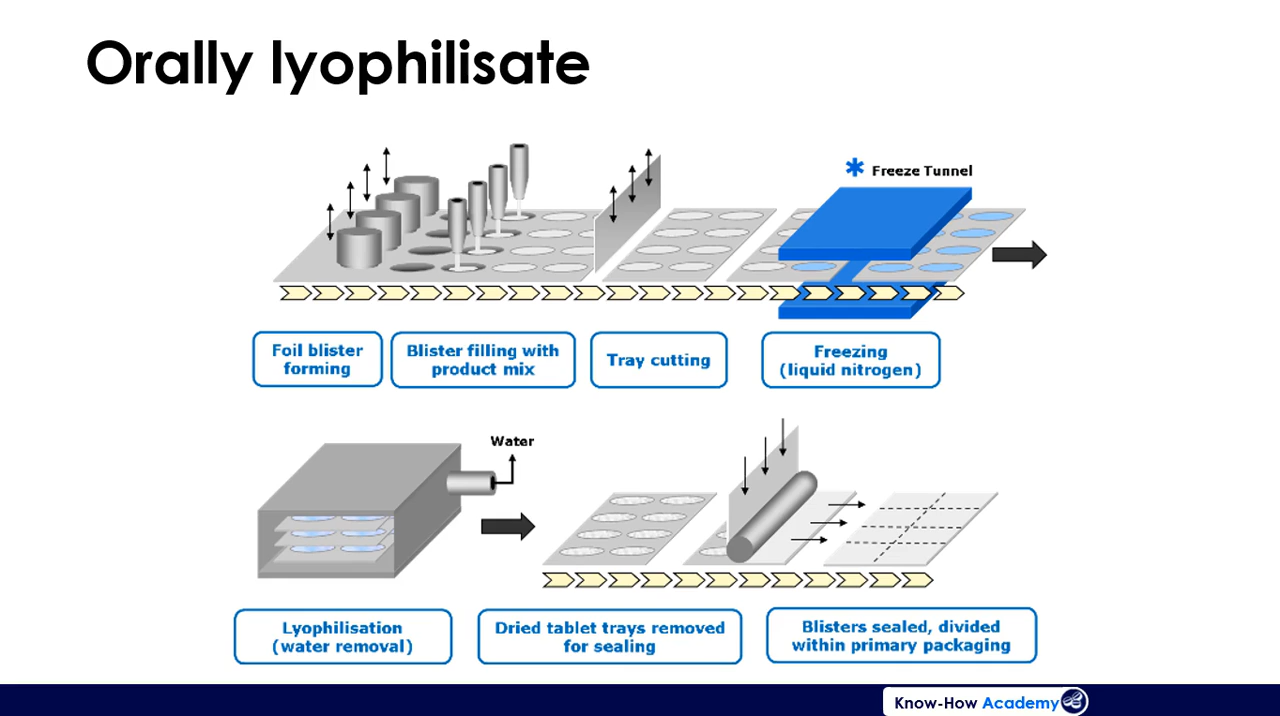 Orally lyophilisate
Freeze Tunnel
Foil blister
forming
Blister filling with
product mix
Tray cutting
Freezing
(liquid nitrogen)
Water
Lyophilisation
(water removal)
Dried tablet trays removed
for sealing
Blisters sealed, divided
within primary packaging
Know-How Academy